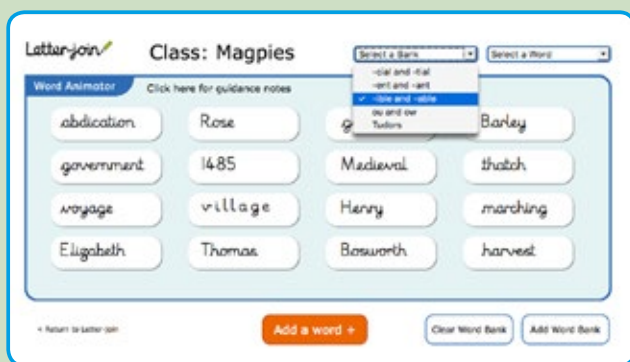 Letter-join
Class: Magpies
Select a Bank
Select a Word
-cial and -tial
-ent and -ant
✓ -ible and -able
ou and ow
Tudors
Word Animator
Click here for guidance notes
abdication Rose g Barley
government 1485 Medieval thatch
voyage village Henry marching
Elizabeth Thomas Bosworth harvest
< Return to Letter-join
Add a word +
Clear Word Bank
Add Word Bank